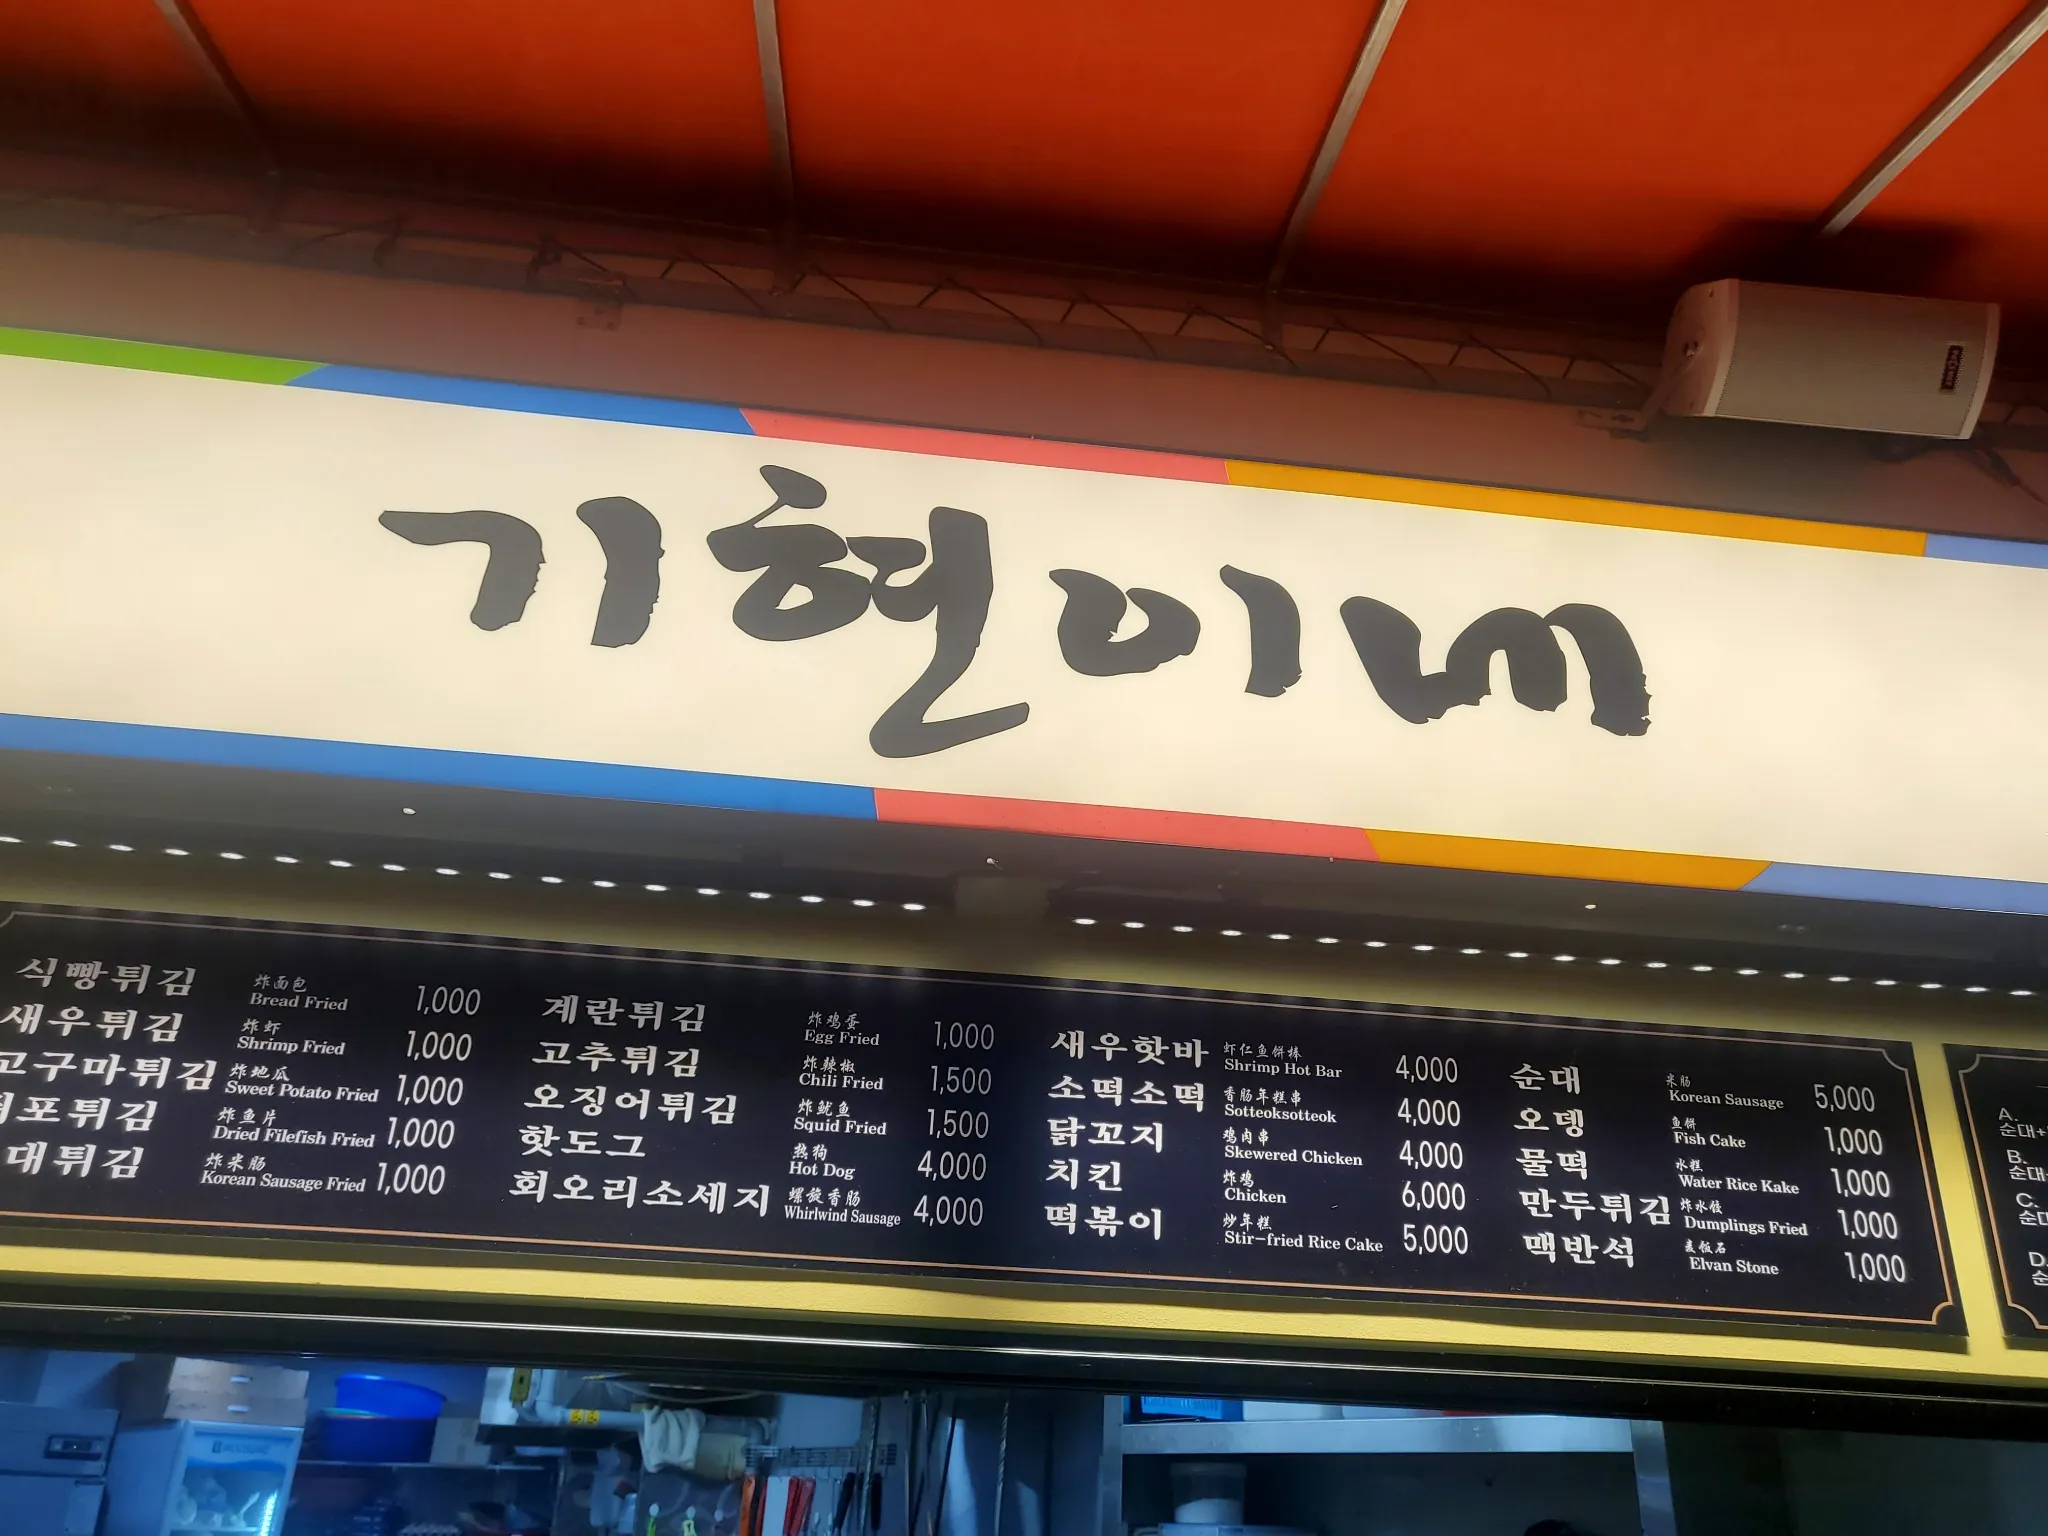 기현이네
식빵튀김 炸面包 Bread Fried 1,000
새우튀김 炸虾 Shrimp Fried 1,000
고구마튀김 炸地瓜 Sweet Potato Fried 1,000
포튀김 炸鱼片 Dried Filefish Fried 1,000
대튀김 炸米肠 Korean Sausage Fried 1,000
계란튀김 炸鸡蛋 Egg Fried 1,000
고추튀김 炸辣椒 Chili Fried 1,500
오징어튀김 炸鱿鱼 Squid Fried 1,500
핫도그 热狗 Hot Dog 4,000
회오리소세지 螺旋香肠 Whirlwind Sausage 4,000
새우핫바 虾仁鱼饼棒 Shrimp Hot Bar 4,000
소떡소떡 香肠年糕串 Sotteoksotteok 4,000
닭꼬지 鸡肉串 Skewered Chicken 4,000
치킨 炸鸡 Chicken 6,000
떡볶이 炒年糕 Stir-fried Rice Cake 5,000
순대 米肠 Korean Sausage 5,000
오뎅 鱼饼 Fish Cake 1,000
물떡 水糕 Water Rice Kake 1,000
만두튀김 炸水饺 Dumplings Fried 1,000
맥반석 麦饭石 Elvan Stone 1,000
A.
순대+
B.
순대
C.
순대
D.